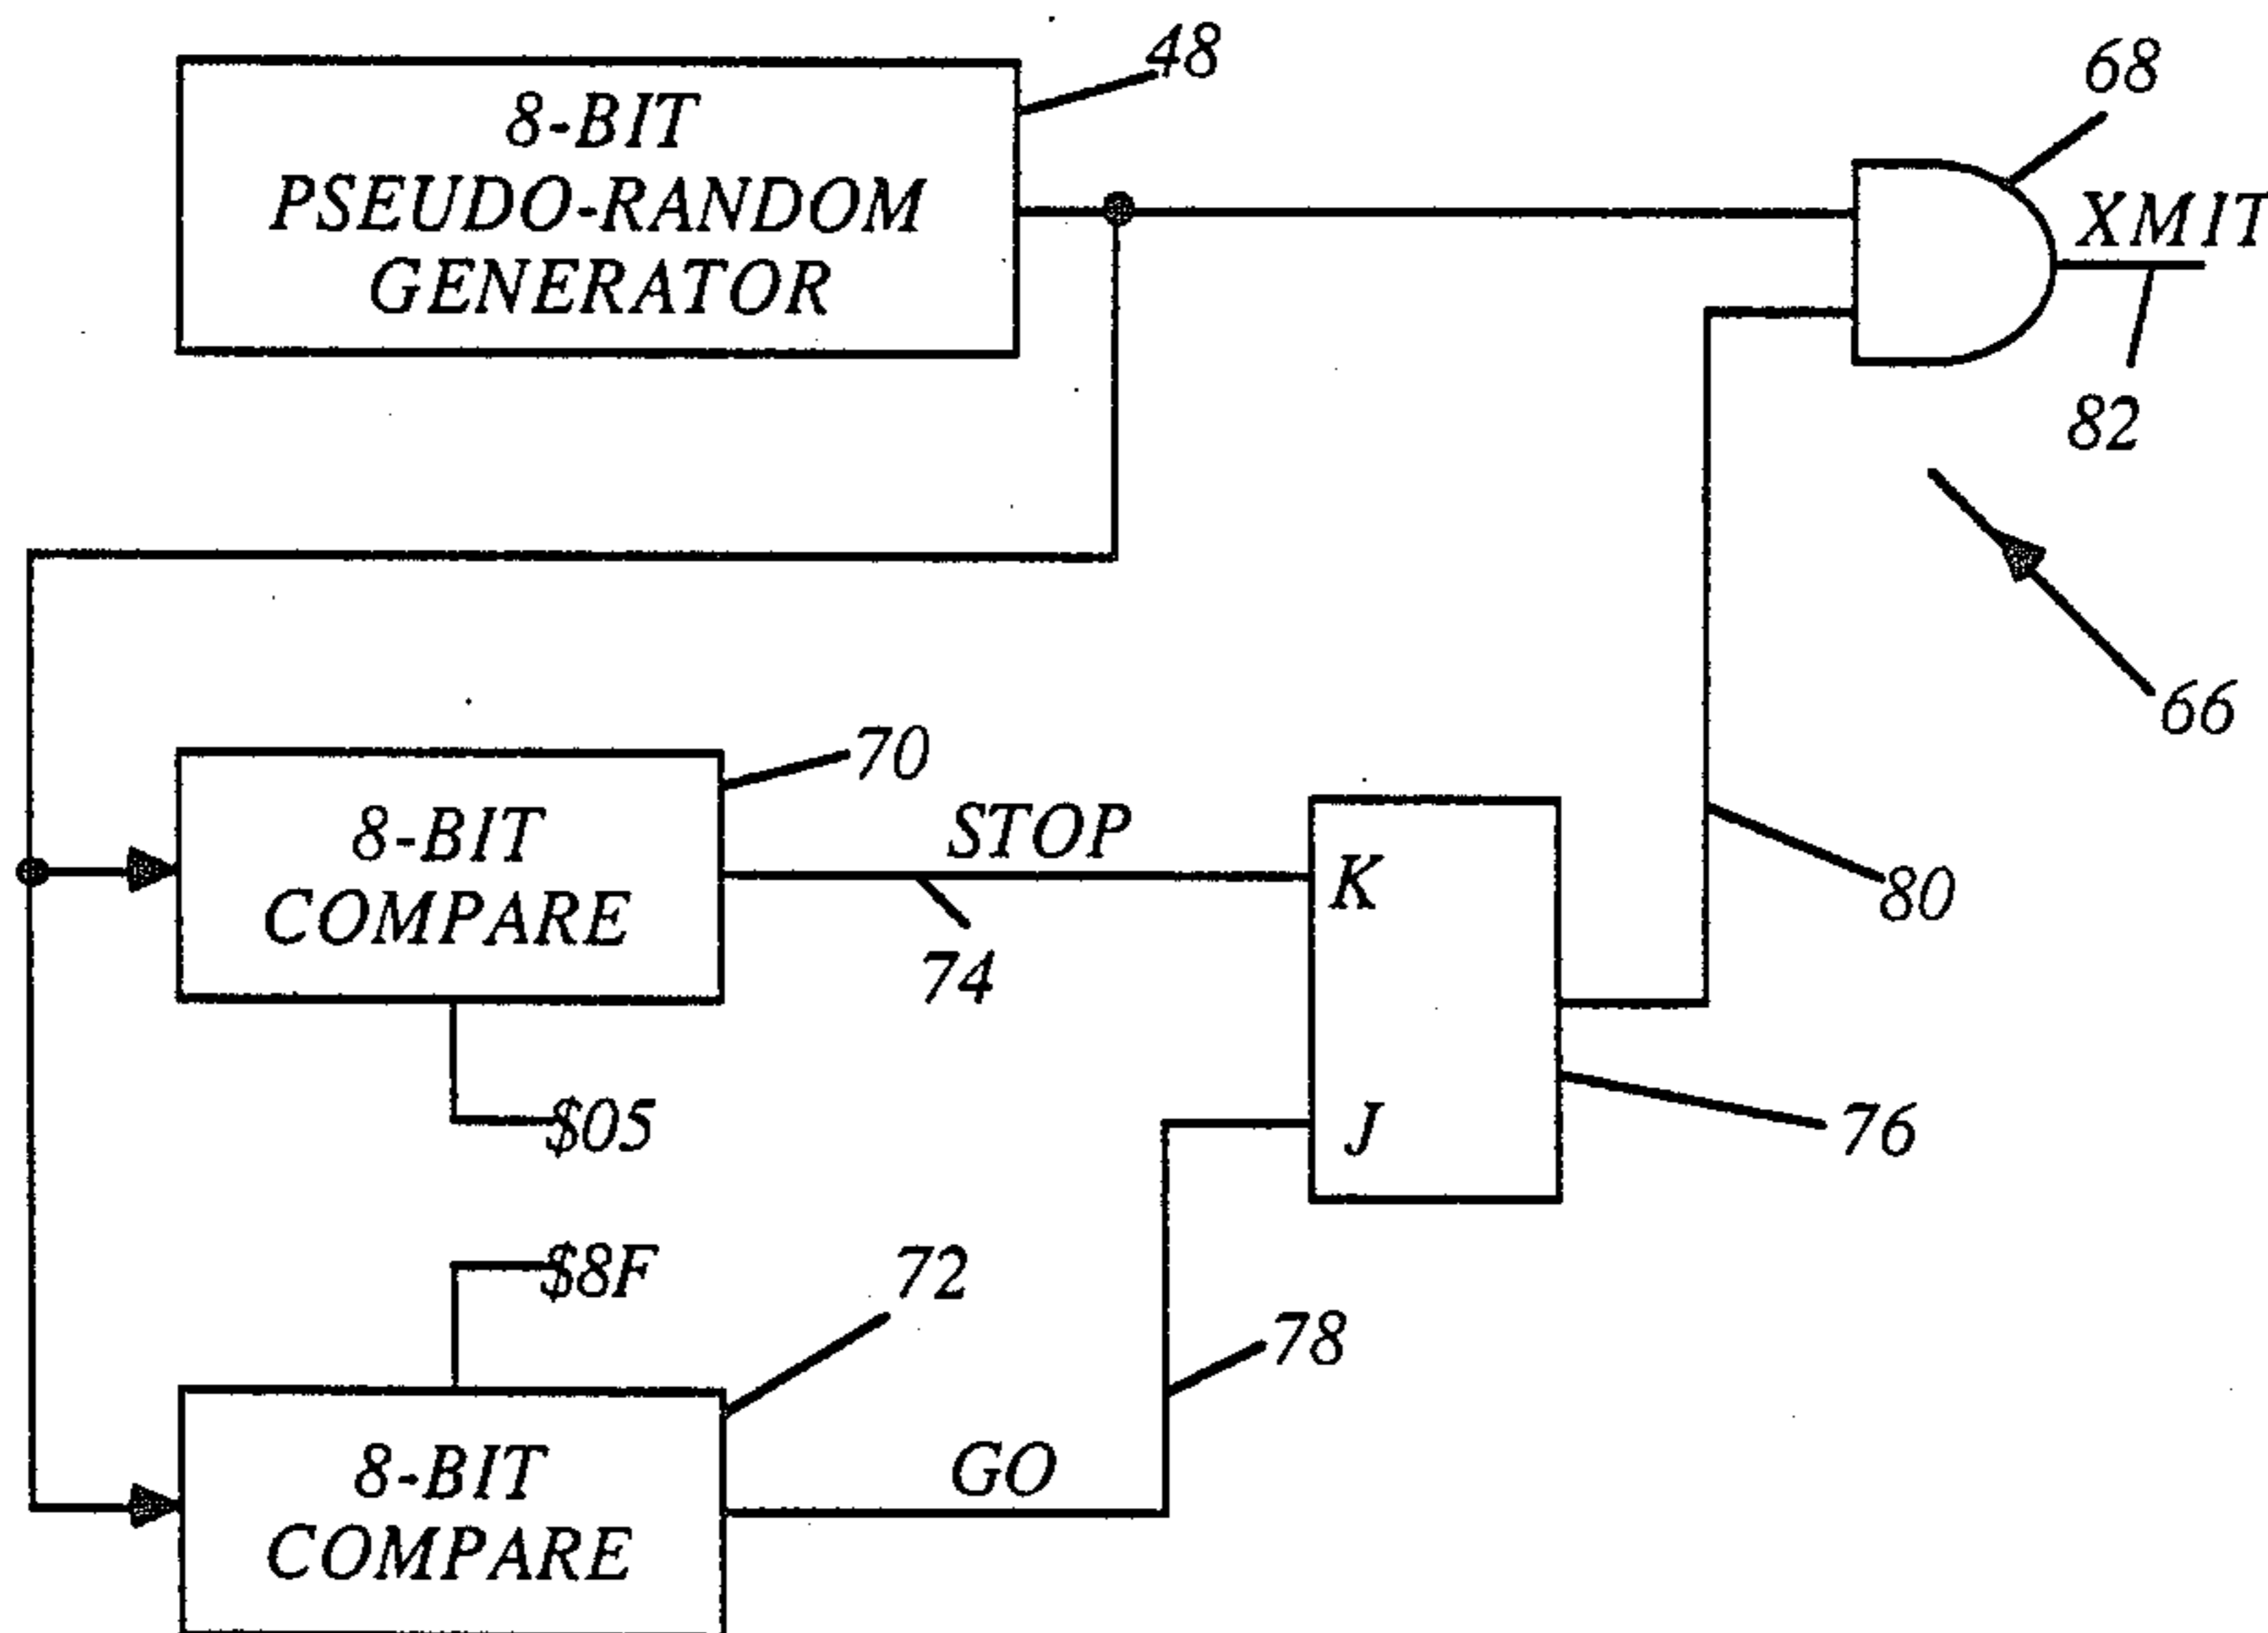 48
68
8-BIT
PSEUDO-RANDOM
GENERATOR
XMIT
82
66
70
8-BIT
COMPARE
STOP
74
K
J
80
76
$05
$8F
72
78
8-BIT
COMPARE
GO